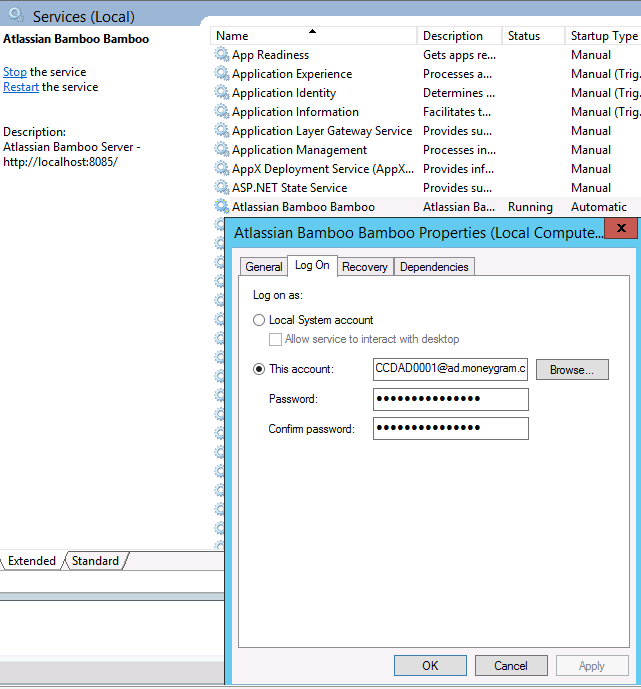 Services (Local)
Atlassian Bamboo Bamboo
Stop the service
Restart the service
Description:
Atlassian Bamboo Server -
http://localhost:8085/
Name Description Status Startup Type
App Readiness Gets apps re... Manual
Application Experience Processes a... Manual (Trig.
Application Identity Determines ... Manual (Trig.
Application Information Facilitates t... Manual (Trig.
Application Layer Gateway Service Provides su... Manual
Application Management Processes in... Manual
AppX Deployment Service (AppX... Provides inf... Manual
ASP.NET State Service Provides su... Manual
Atlassian Bamboo Bamboo Atlassian Ba... Running Automatic
Atlassian Bamboo Bamboo Properties (Local Compute... x
General Log On Recovery Dependencies
Log on as:
Local System account
Allow service to interact with desktop
This account: CCDAD0001@ad.moneygram.c Browse...
Password: •••••••••••••••
Confirm password: •••••••••••••••
Extended Standard
OK Cancel Apply